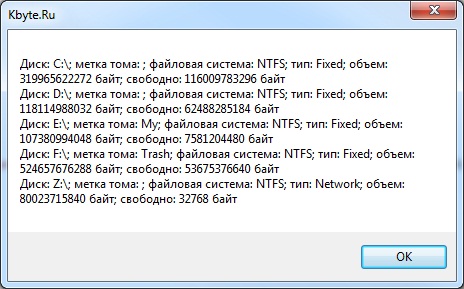 Kbyte.Ru
Диск: C:\; метка тома: ; файловая система: NTFS; тип: Fixed; объем:
319965622272 байт; свободно: 116009783296 байт
Диск: D:\; метка тома: ; файловая система: NTFS; тип: Fixed; объем:
118114988032 байт; свободно: 62488285184 байт
Диск: E:\; метка тома: My; файловая система: NTFS; тип: Fixed; объем:
107380994048 байт; свободно: 7581204480 байт
Диск: F:\; метка тома: Trash; файловая система: NTFS; тип: Fixed; объем:
524657676288 байт; свободно: 53675376640 байт
Диск: Z:\; метка тома: ; файловая система: NTFS; тип: Network; объем:
80023715840 байт; свободно: 32768 байт
OK